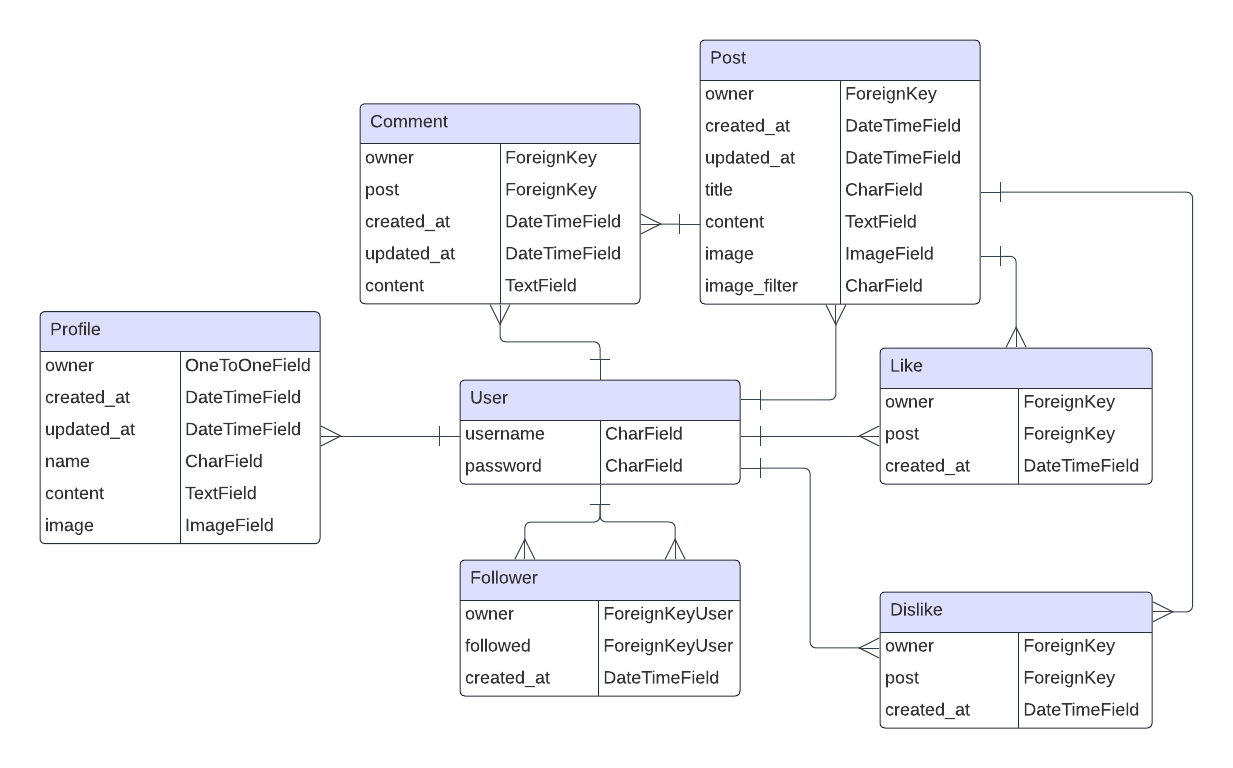 Post
owner ForeignKey
created_at DateTimeField
updated_at DateTimeField
title CharField
content TextField
image ImageField
image_filter CharField
Comment
owner ForeignKey
post ForeignKey
created_at DateTimeField
updated_at DateTimeField
content TextField
Profile
owner OneToOneField
created_at DateTimeField
updated_at DateTimeField
name CharField
content TextField
image ImageField
User
username CharField
password CharField
Like
owner ForeignKey
post ForeignKey
created_at DateTimeField
Follower
owner ForeignKeyUser
followed ForeignKeyUser
created_at DateTimeField
Dislike
owner ForeignKey
post ForeignKey
created_at DateTimeField